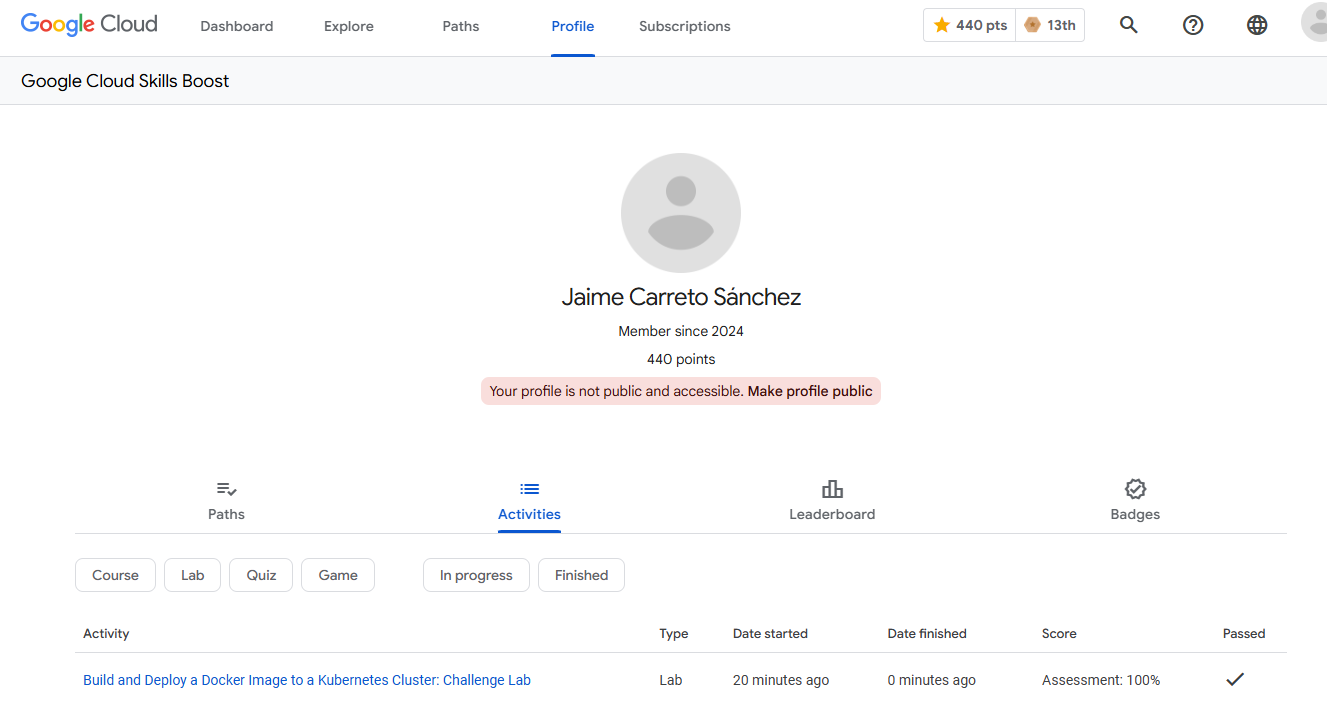 Google Cloud Dashboard Explore Paths Profile Subscriptions 440 pts 13th
Google Cloud Skills Boost
Jaime Carreto Sánchez
Member since 2024
440 points
Your profile is not public and accessible. Make profile public
Paths Activities Leaderboard Badges
Course Lab Quiz Game In progress Finished
Activity Type Date started Date finished Score Passed
Build and Deploy a Docker Image to a Kubernetes Cluster: Challenge Lab Lab 20 minutes ago 0 minutes ago Assessment: 100%